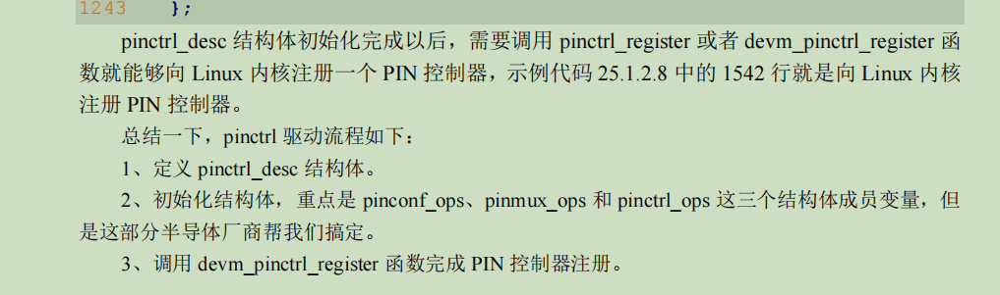 1243 };
pinctrl_desc 结构体初始化完成以后，需要调用 pinctrl_register 或者 devm_pinctrl_register 函
数就能够向 Linux 内核注册一个 PIN 控制器，示例代码 25.1.2.8 中的 1542 行就是向 Linux 内核
注册 PIN 控制器。
总结一下，pinctrl 驱动流程如下：
1、定义 pinctrl_desc 结构体。
2、初始化结构体，重点是 pinconf_ops、pinmux_ops 和 pinctrl_ops 这三个结构体成员变量，但
是这部分半导体厂商帮我们搞定。
3、调用 devm_pinctrl_register 函数完成 PIN 控制器注册。